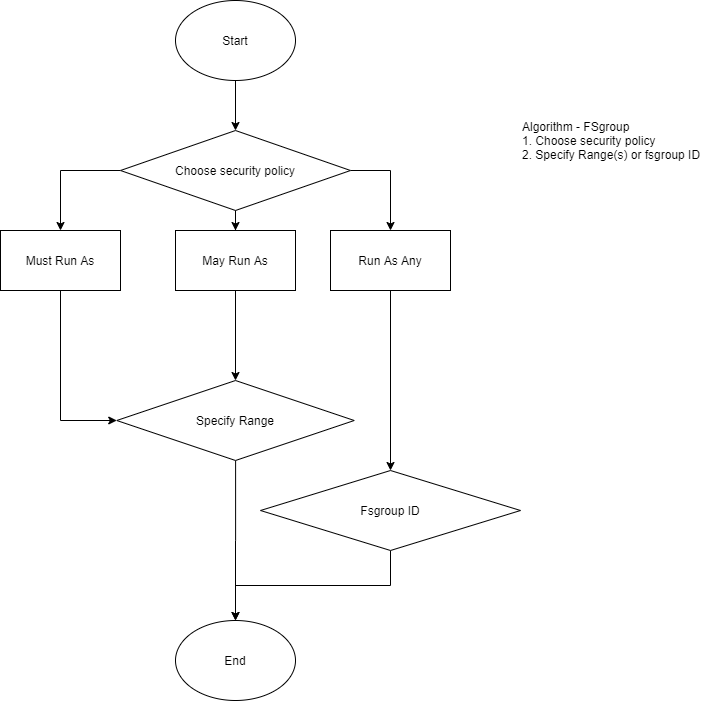 Start
Algorithm - FSgroup
1. Choose security policy
2. Specify Range(s) or fsgroup ID
Choose security policy
Must Run As
May Run As
Run As Any
Specify Range
Fsgroup ID
End